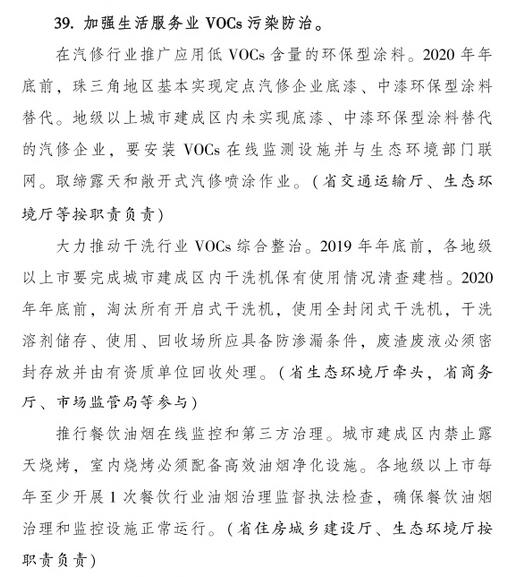 39. 加强生活服务业 VOCs 污染防治。
在汽修行业推广应用低 VOCs 含量的环保型涂料。2020 年年
底前，珠三角地区基本实现定点汽修企业底漆、中漆环保型涂料
替代。地级以上城市建成区内未实现底漆、中漆环保型涂料替代
的汽修企业，要安装 VOCs 在线监测设施并与生态环境部门联
网。取缔露天和敞开式汽修喷涂作业。（省交通运输厅、生态环
境厅等按职责负责）
大力推动干洗行业 VOCs 综合整治。2019 年年底前，各地级
以上市要完成城市建成区内干洗机保有使用情况清查建档。2020
年年底前，淘汰所有开启式干洗机，使用全封闭式干洗机，干洗
溶剂储存、使用、回收场所应具备防渗漏条件，废渣废液必须密
封存放并由有资质单位回收处理。（省生态环境厅牵头，省商务
厅、市场监管局等参与）
推行餐饮油烟在线监控和第三方治理。城市建成区内禁止露
天烧烤，室内烧烤必须配备高效油烟净化设施。各地级以上市每
年至少开展 1 次餐饮行业油烟治理监督执法检查，确保餐饮油烟
治理和监控设施正常运行。（省住房城乡建设厅、生态环境厅按
职责负责）